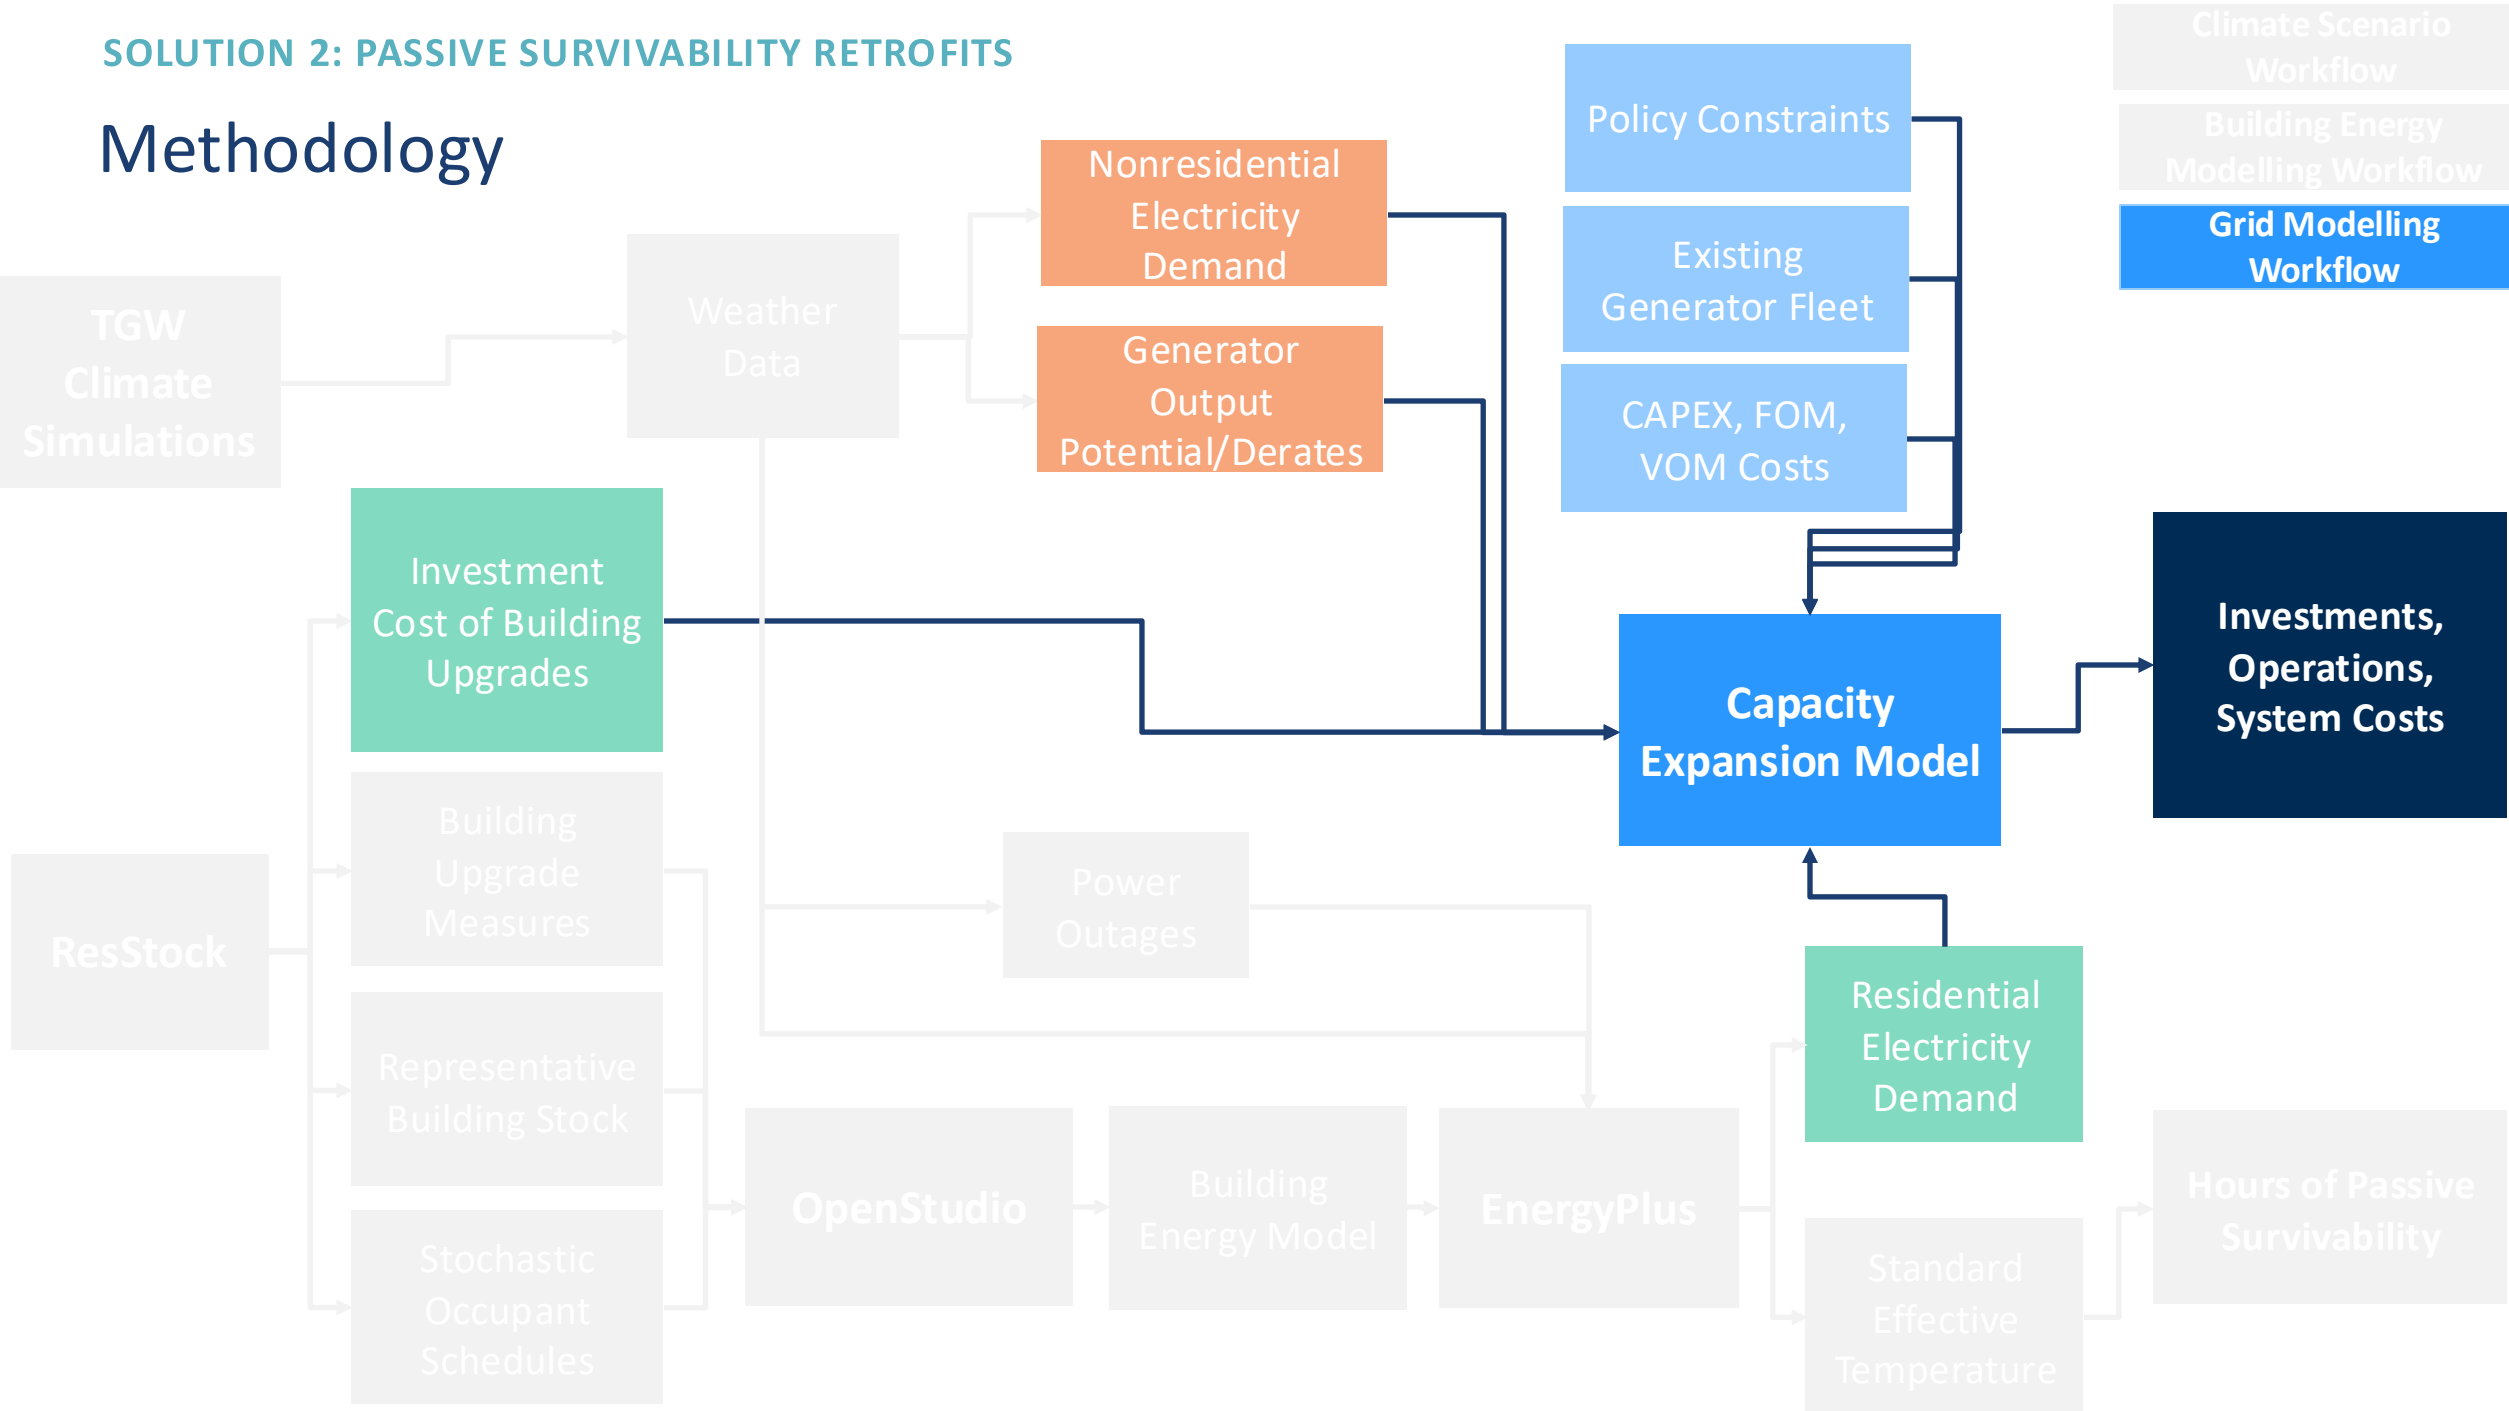 SOLUTION 2: PASSIVE SURVIVABILITY RETROFITS
Methodology
Climate Scenario
Workflow
Building Energy
Modelling Workflow
Grid Modelling
Workflow
Policy Constraints
Existing
Generator Fleet
CAPEX, FOM,
VOM Costs
Nonresidential
Electricity
Demand
Generator
Output
Potential/Derates
Weather
Data
TGW
Climate
Simulations
Investment
Cost of Building
Upgrades
Capacity
Expansion Model
Investments,
Operations,
System Costs
Building
Upgrade
Measures
Power
Outages
ResStock
Representative
Building Stock
Stochastic
Occupant
Schedules
OpenStudio
Building
Energy Model
EnergyPlus
Residential
Electricity
Demand
Standard
Effective
Temperature
Hours of Passive
Survivability